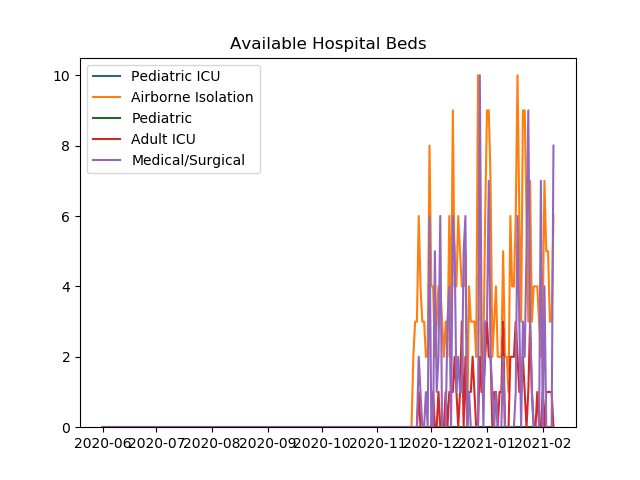 Available Hospital Beds
Pediatric ICU
Airborne Isolation
Pediatric
Adult ICU
Medical/Surgical
10
8
6
4
2
0
2020-06 2020-07 2020-08 2020-09 2020-10 2020-11 2020-12 2021-01 2021-02